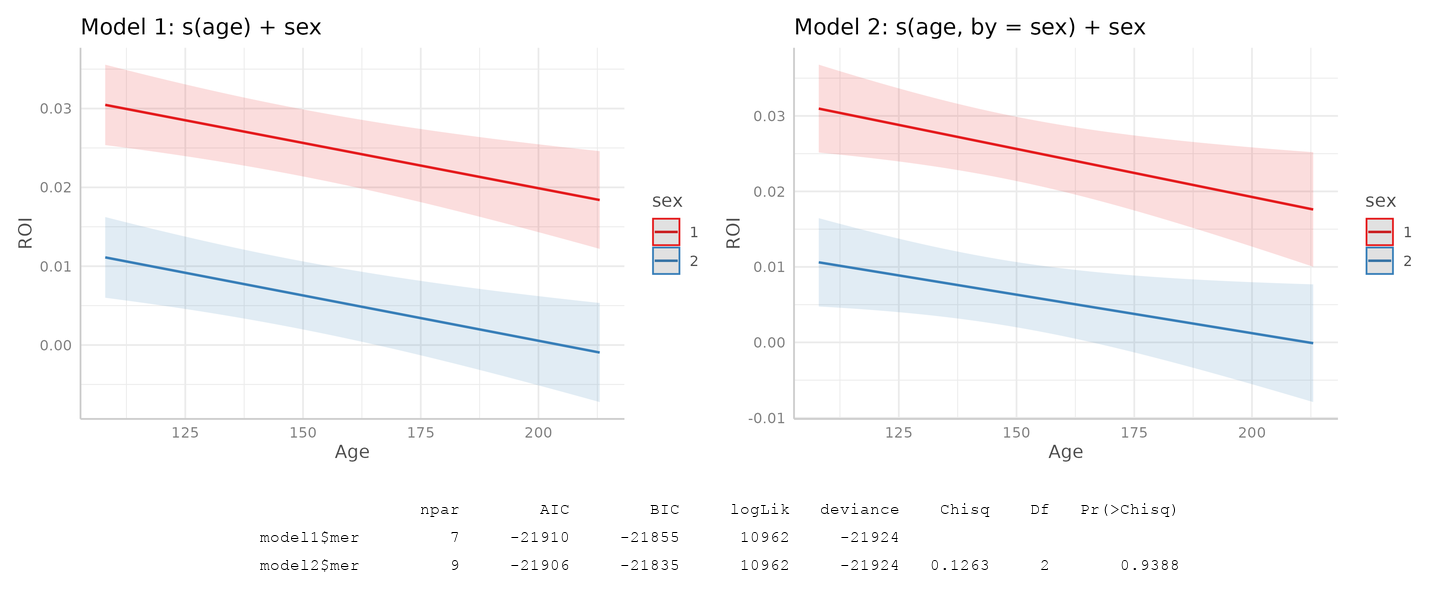 Model 1: s(age) + sex
ROI
0.03
0.02
0.01
0.00
125 150 175 200
Age
sex
1
2
Model 2: s(age, by = sex) + sex
ROI
0.03
0.02
0.01
0.00
-0.01
125 150 175 200
Age
sex
1
2
npar AIC BIC logLik deviance Chisq Df Pr(>Chisq)
model1$mer 7 -21910 -21855 10962 -21924
model2$mer 9 -21906 -21835 10962 -21924 0.1263 2 0.9388